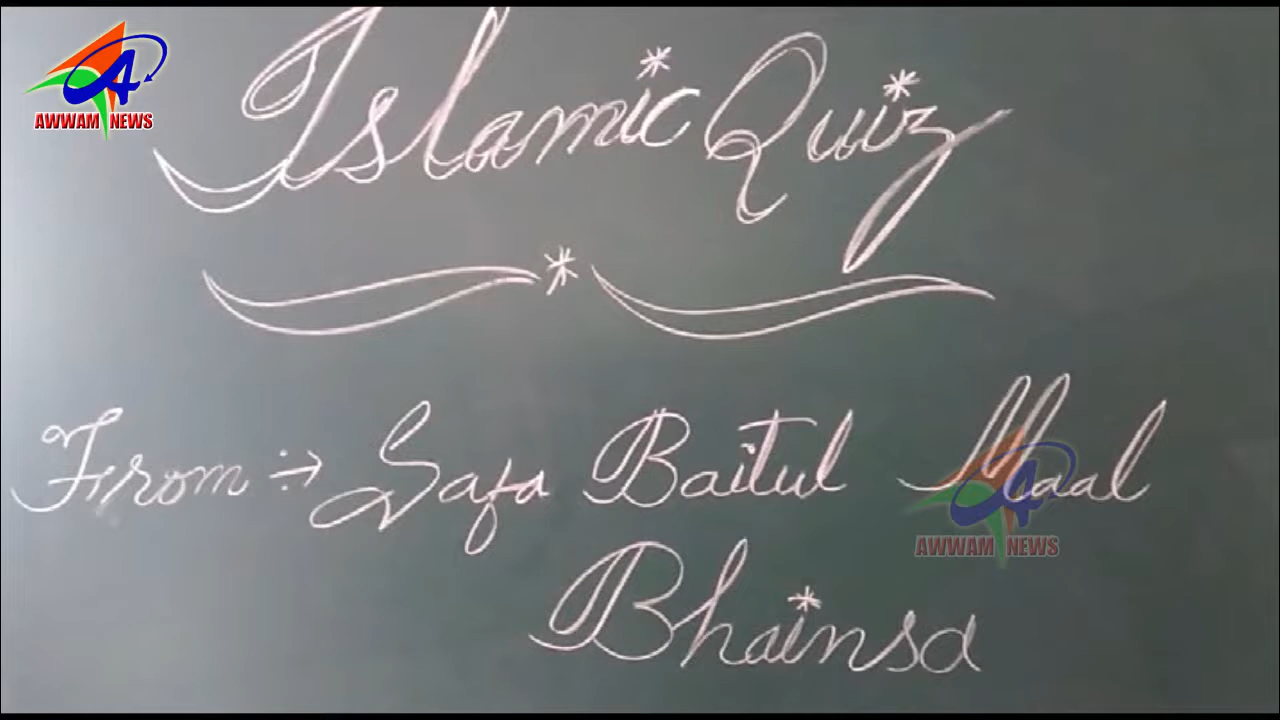 Islamic Quiz
From ÷→ Safa Baitul Maal
Bhainsa
AWWAM NEWS
AWWAM NEWS